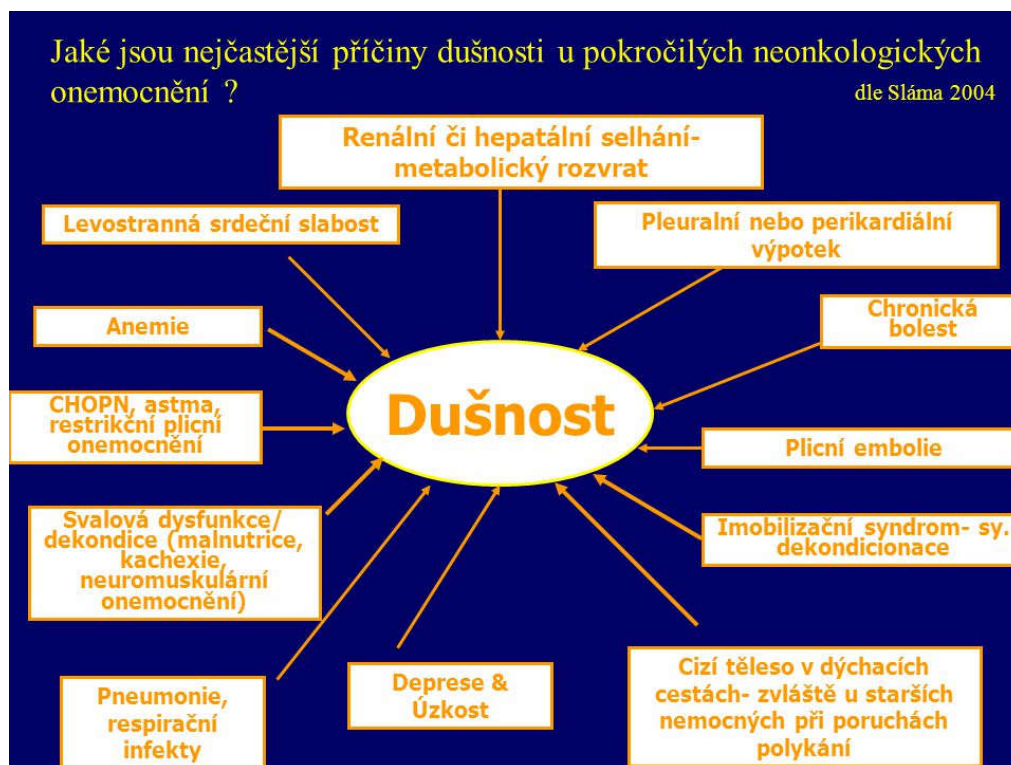 Jaké jsou nejčastější příčiny dušnosti u pokročilých neonkologických
onemocnění ?
dle Sláma 2004
Renální či hepatální selhání-
metabolický rozvrat
Levostranná srdeční slabost
Pleuralní nebo perikardiální
výpotek
Anemie
Chronická
bolest
CHOPN, astma,
restrikční plicní
onemocnění
Dušnost
Plicní embolie
Svalová dysfunkce/
dekondice (malnutrice,
kachexie,
neuromuskulární
onemocnění)
Imobilizační syndrom- sy.
dekondicionace
Pneumonie,
respirační
infekty
Deprese &
Úzkost
Cizí těleso v dýchacích
cestách- zvláště u starších
nemocných při poruchách
polykání